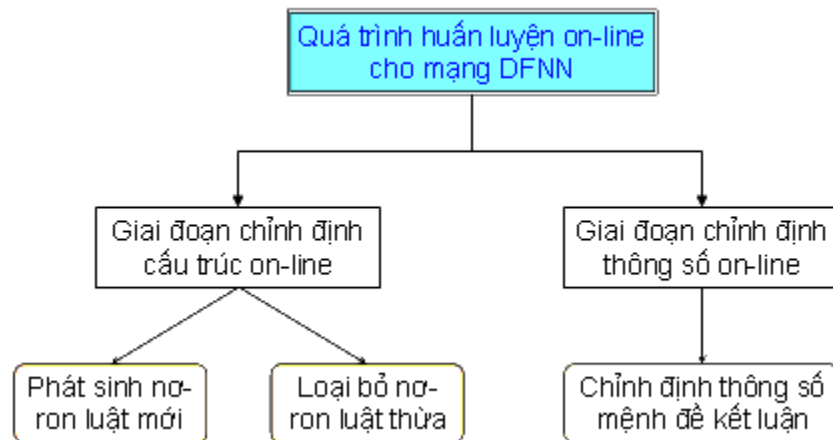 Quá trình huấn luyện on-line
cho mạng DFNN
Giai đoạn chỉnh định
cấu trúc on-line
Giai đoạn chỉnh định
thông số on-line
Phát sinh nơ-
ron luật mới
Loại bỏ nơ-
ron luật thừa
Chỉnh định thông số
mệnh đề kết luận